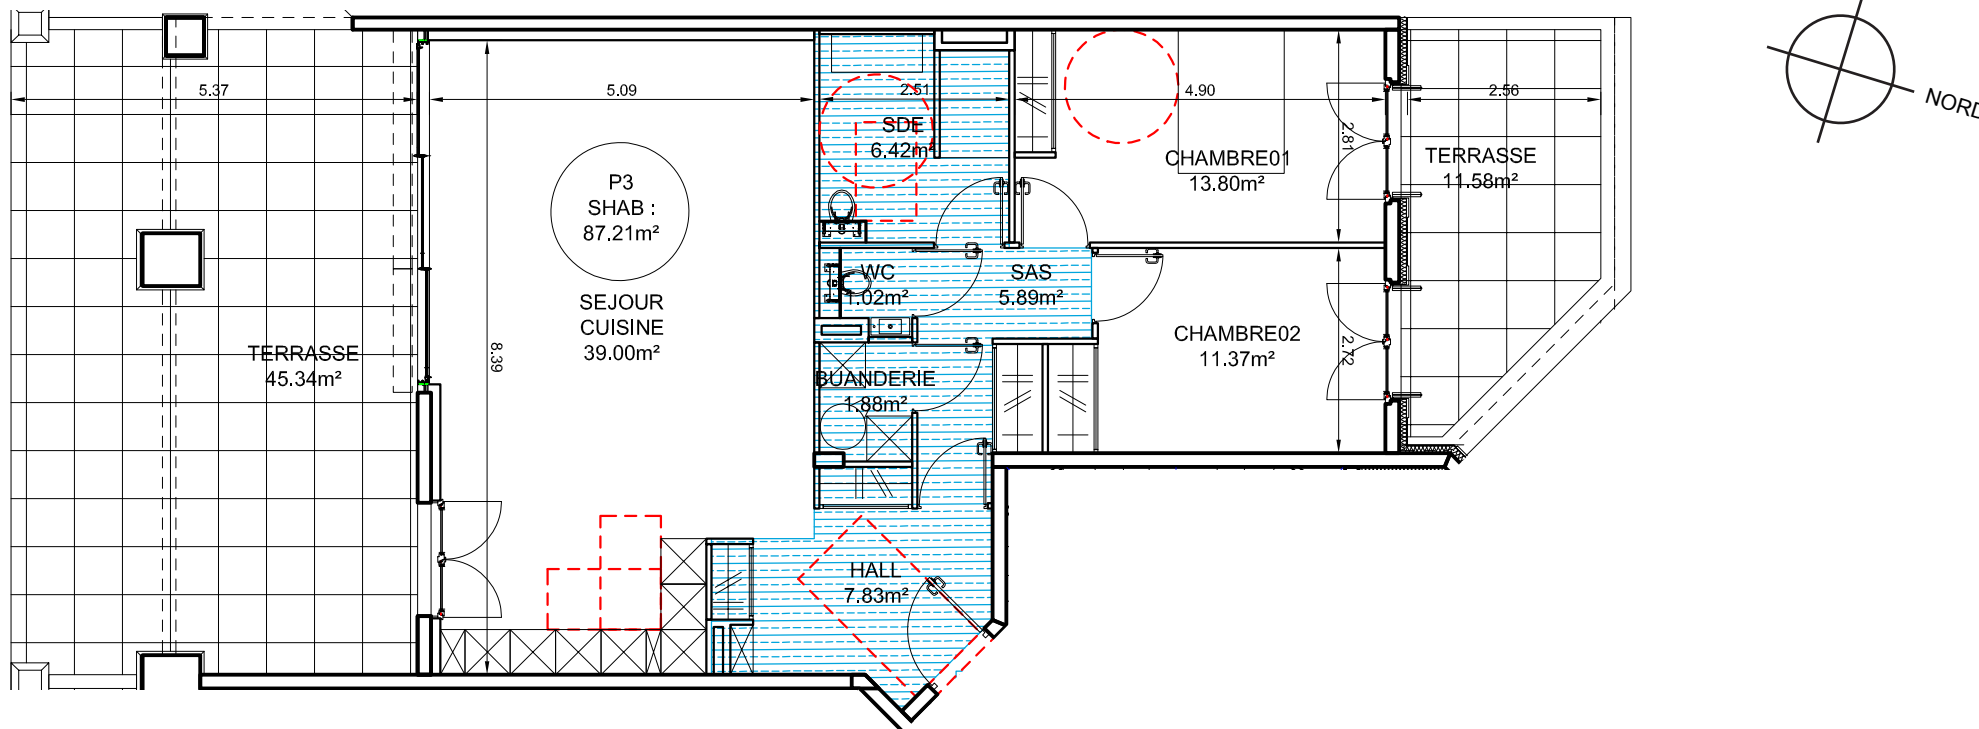 5.37
5.09
2.51
4.90
2.56
NORD
SDE
6.42m²
P3
SHAB :
87.21m²
CHAMBRE01
13.80m²
2.81
TERRASSE
11.58m²
SEJOUR
CUISINE
39.00m²
WC
1.02m²
SAS
5.89m²
TERRASSE
45.34m²
8.39
CHAMBRE02
11.37m²
2.72
BUANDERIE
1.88m²
HALL
7.83m²